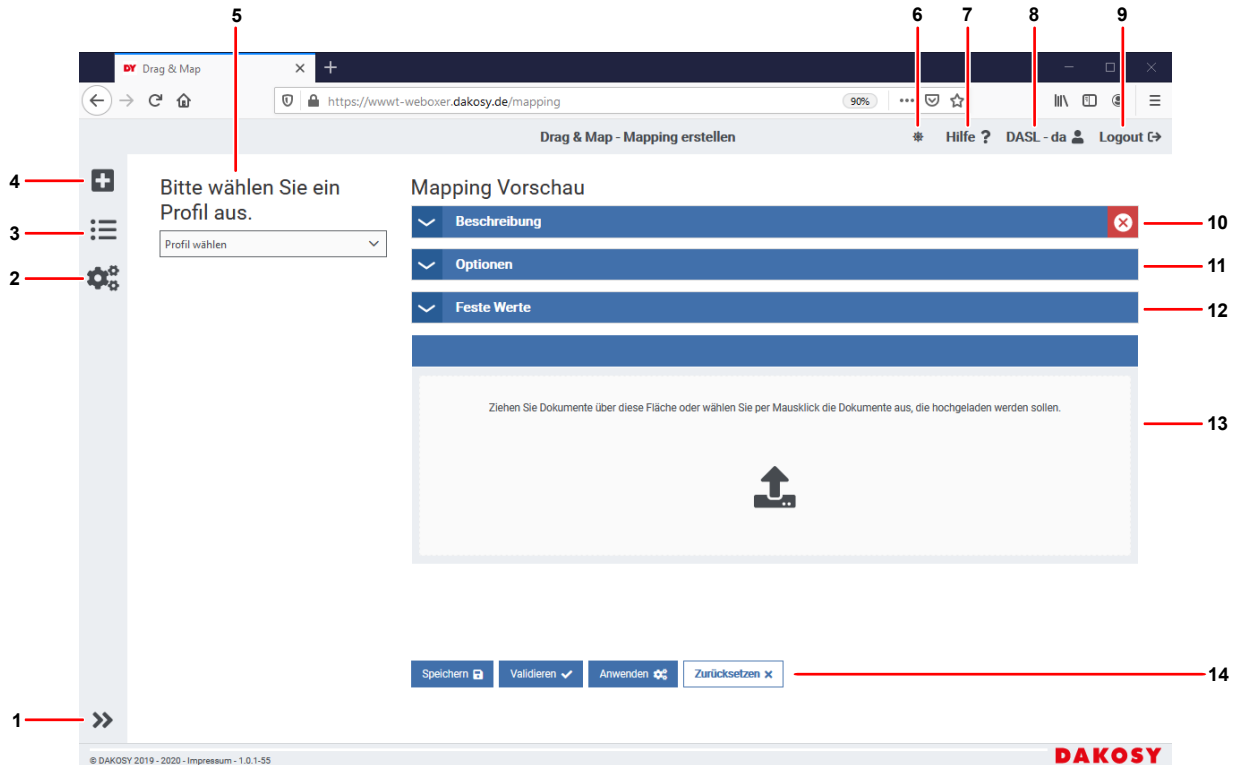 5 6 7 8 9
DY Drag & Map
https://wwwt-weboxer.dakosy.de/mapping 90%
Drag & Map - Mapping erstellen Hilfe ? DASL - da Logout
4
Bitte wählen Sie ein
Profil aus.
Mapping Vorschau
Beschreibung 10
3
Profil wählen
Optionen 11
2
Feste Werte 12
Ziehen Sie Dokumente über diese Fläche oder wählen Sie per Mausklick die Dokumente aus, die hochgeladen werden sollen.
13
Speichern Validieren Anwenden Zurücksetzen x 14
1
© DAKOSY 2019 - 2020 - Impressum - 1.0.1-55
DAKOSY